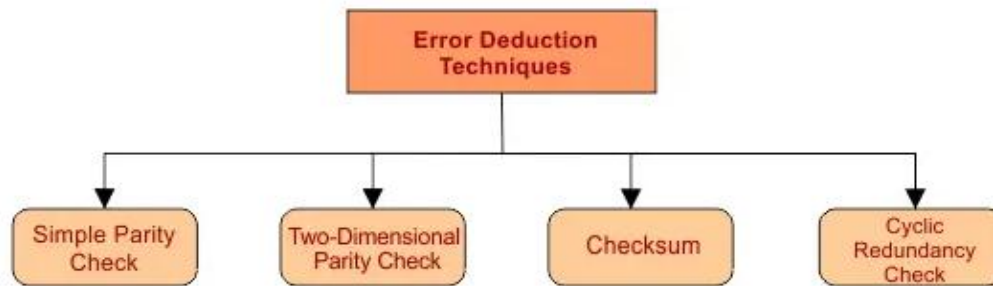 Error Deduction
Techniques
Simple Parity
Check
Two-Dimensional
Parity Check
Checksum
Cyclic
Redundancy
Check